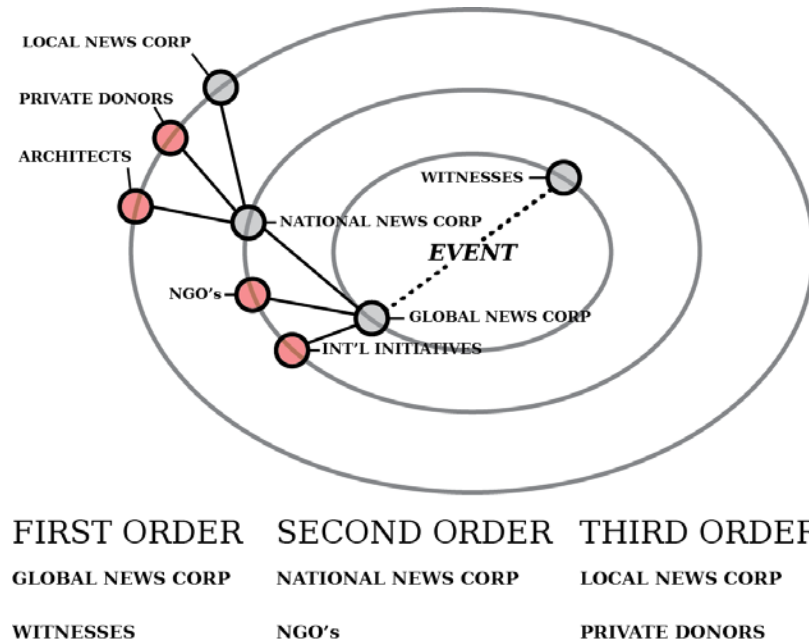 LOCAL NEWS CORP
PRIVATE DONORS
ARCHITECTS
WITNESSES
NATIONAL NEWS CORP
EVENT
NGO's
GLOBAL NEWS CORP
INT'L INITIATIVES
FIRST ORDER SECOND ORDER THIRD ORDER
GLOBAL NEWS CORP NATIONAL NEWS CORP LOCAL NEWS CORP
WITNESSES NGO's PRIVATE DONORS